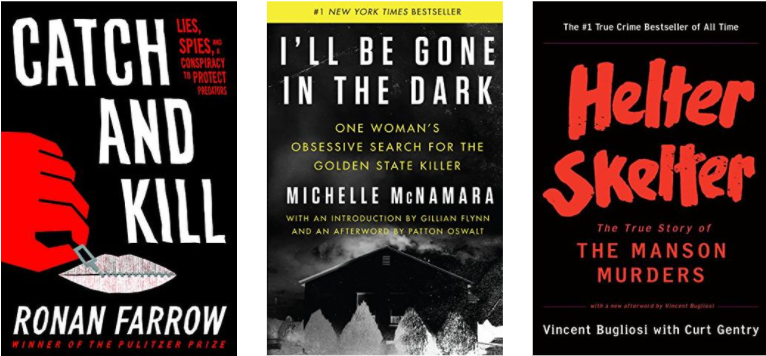 CATCH
LIES,
SPIES, AND A
CONSPIRACY
TO PROTECT
PREDATORS
AND
KILL
RONAN FARROW
WINNER OF THE PULITZER PRIZE
#1 NEW YORK TIMES BESTSELLER
I'LL BE GONE
IN THE DARK
ONE WOMAN'S
OBSESSIVE SEARCH FOR THE
GOLDEN STATE KILLER
MICHELLE McNAMARA
WITH AN INTRODUCTION BY GILLIAN FLYNN
AND AN AFTERWORD BY PATTON OSWALT
The #1 True Crime Bestseller of All Time
Helter
Skelter
The True Story of
THE MANSON
MURDERS
with a new afterword by Vincent Bugliosi
Vincent Bugliosi with Curt Gentry